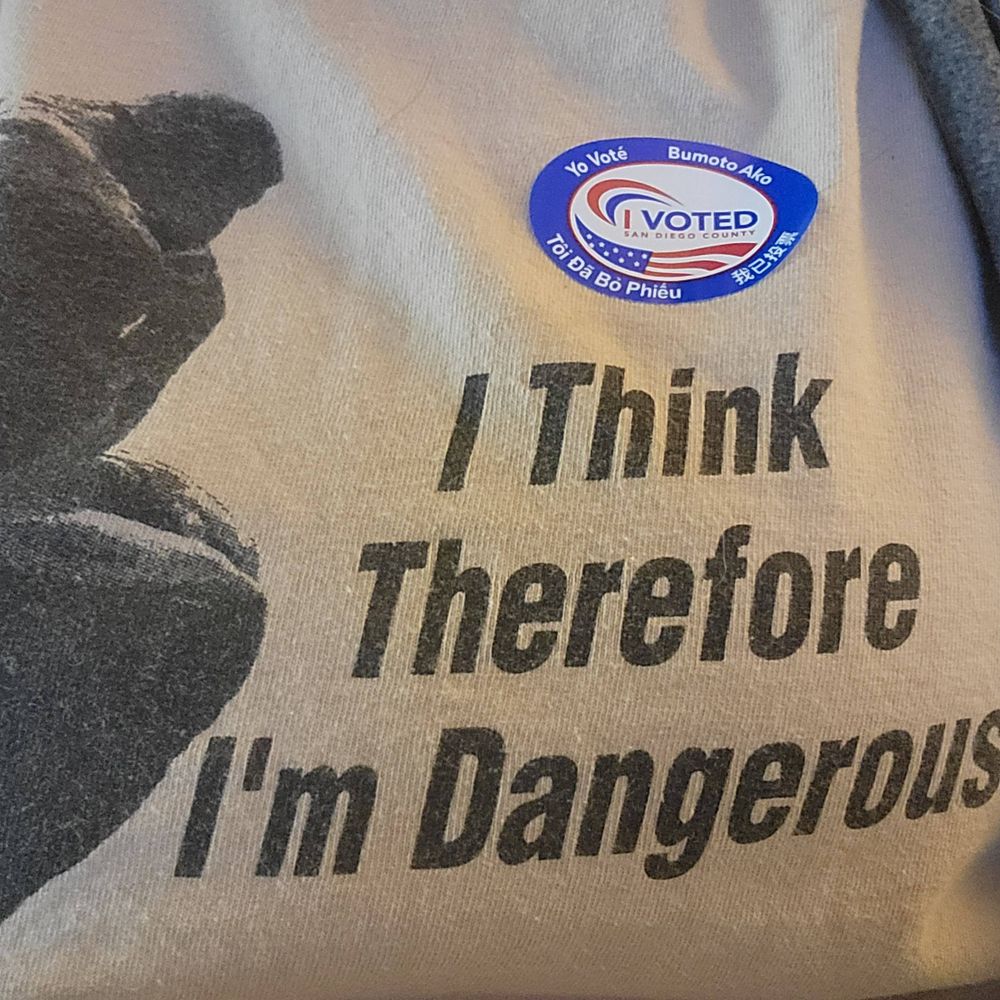 Yo Voté
Bumoto Ako
I VOTED
SAN DIEGO COUNTY
Tôi Đã Bỏ Phiếu
我已投票
I Think
Therefore
I'm Dangerous